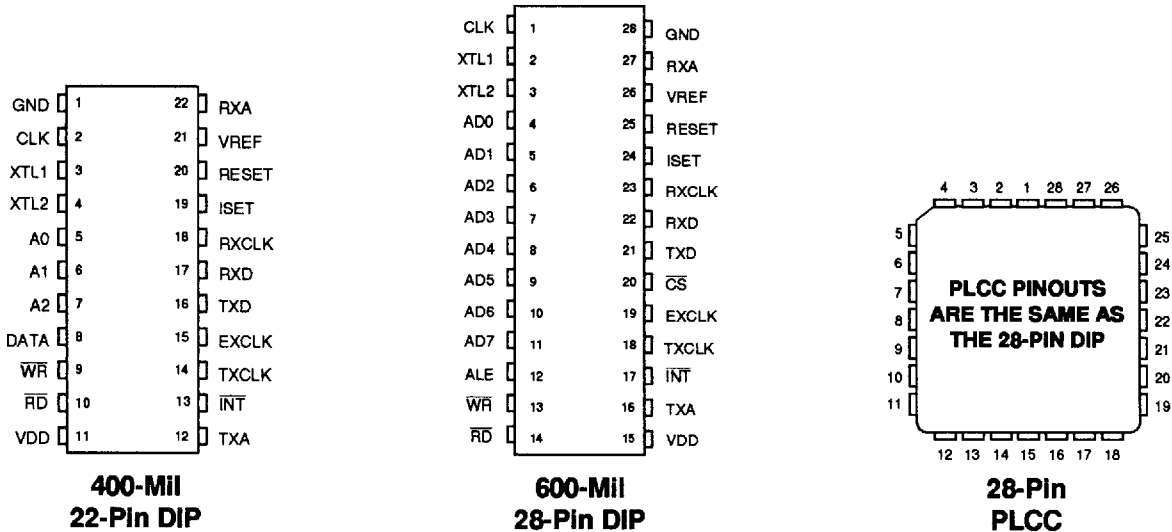 GND 1 22 RXA
CLK 2 21 VREF
XTL1 3 20 RESET
XTL2 4 19 ISET
A0 5 18 RXCLK
A1 6 17 RXD
A2 7 16 TXD
DATA 8 15 EXCLK
W̅R̅ 9 14 TXCLK
R̅D̅ 10 13 I̅N̅T̅
VDD 11 12 TXA
400-Mil
22-Pin DIP
CLK 1 28 GND
XTL1 2 27 RXA
XTL2 3 26 VREF
AD0 4 25 RESET
AD1 5 24 ISET
AD2 6 23 RXCLK
AD3 7 22 RXD
AD4 8 21 TXD
AD5 9 20 C̅S̅
AD6 10 19 EXCLK
AD7 11 18 TXCLK
ALE 12 17 I̅N̅T̅
W̅R̅ 13 16 TXA
R̅D̅ 14 15 VDD
600-Mil
28-Pin DIP
4 3 2 1 28 27 26
5 25
6 24
7 PLCC PINOUTS 23
8 ARE THE SAME AS 22
9 THE 28-PIN DIP 21
10 20
11 19
12 13 14 15 16 17 18
28-Pin
PLCC